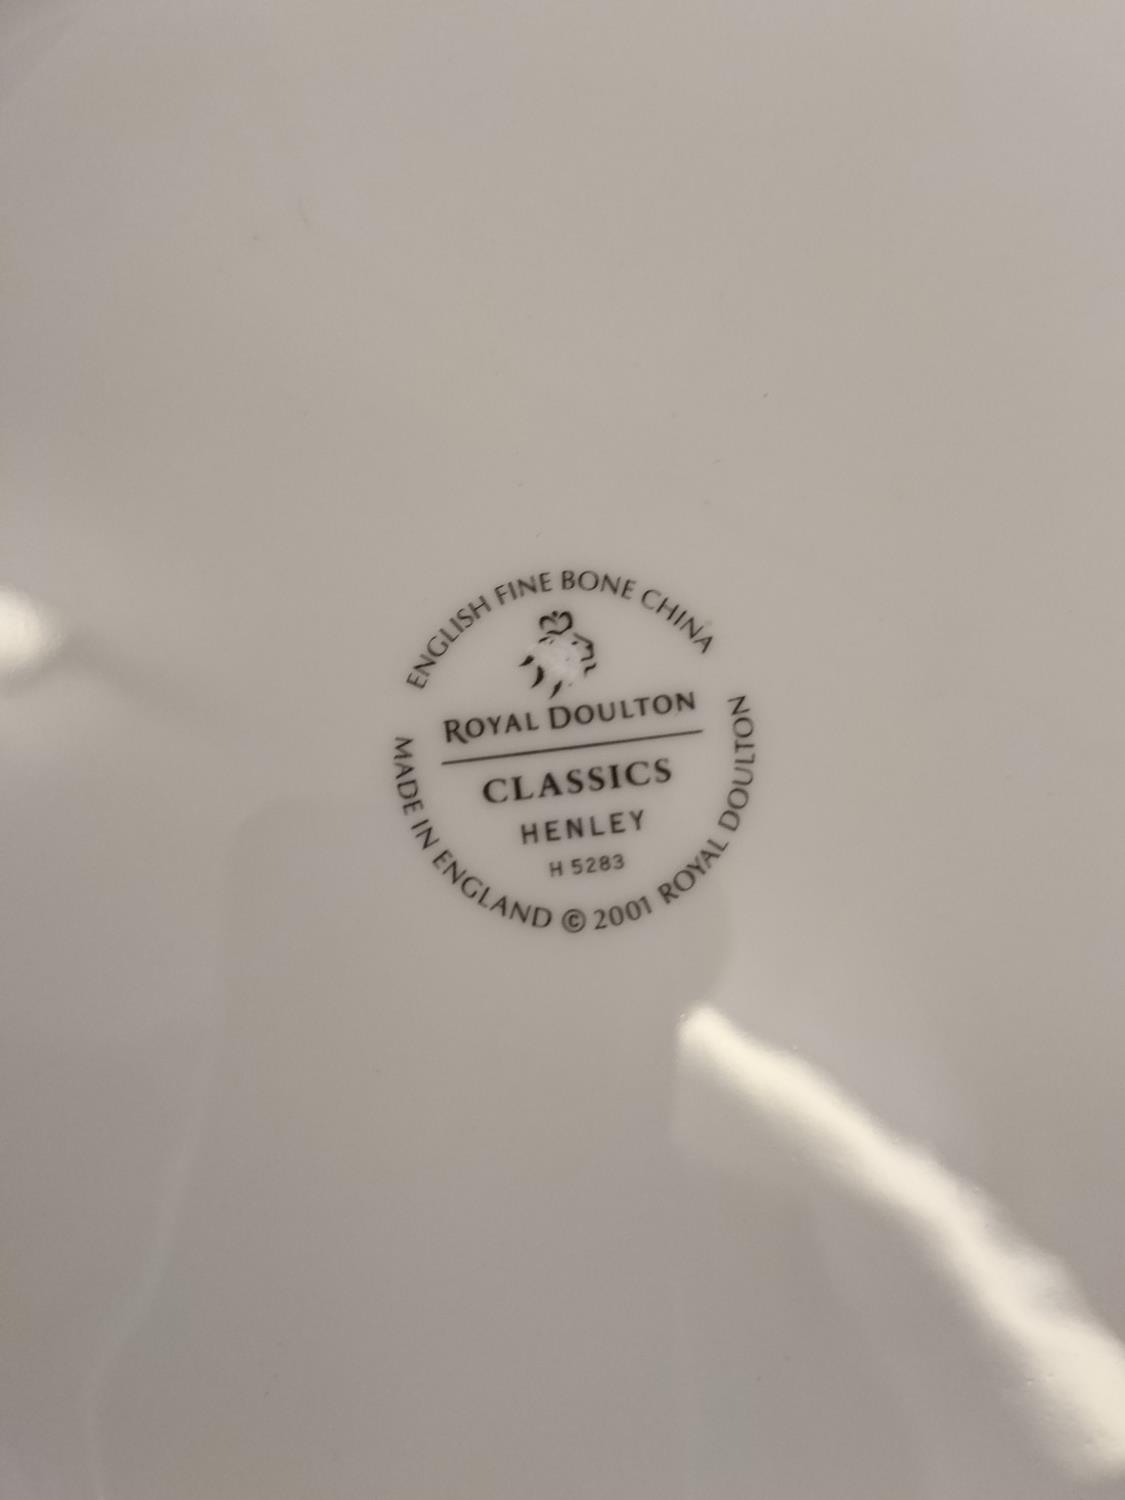 ENGLISH FINE BONE CHINA
ROYAL DOULTON
CLASSICS
HENLEY
H 5283
MADE IN ENGLAND © 2001 ROYAL DOULTON